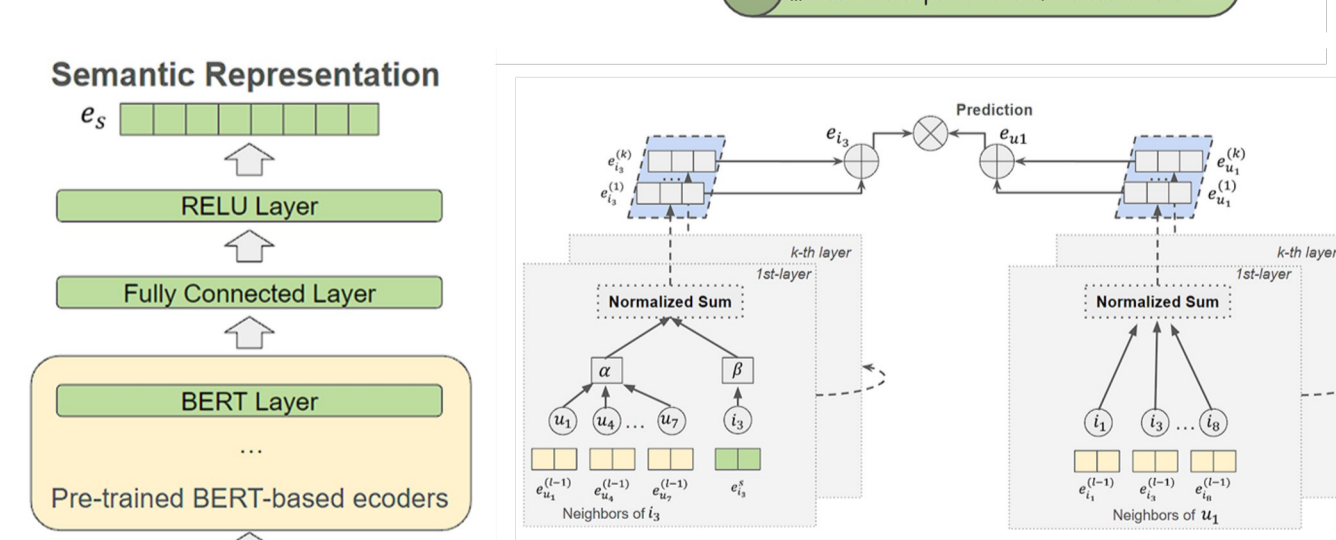 Semantic Representation
e_s
RELU Layer
Fully Connected Layer
BERT Layer
...
Pre-trained BERT-based ecoders
Prediction
e_{i_3}
e_{u1}
e_{i_3}^{(k)}
...
e_{i_3}^{(1)}
e_{u_1}^{(k)}
...
e_{u_1}^{(1)}
k-th layer
1st-layer
Normalized Sum
α
β
u_1 u_4 ... u_7 i_3
e_{u_1}^{(l-1)} e_{u_4}^{(l-1)} e_{u_7}^{(l-1)} e_{i_3}^{s}
Neighbors of i_3
k-th layer
1st-layer
Normalized Sum
i_1 i_3 ... i_8
e_{i_1}^{(l-1)} e_{i_3}^{(l-1)} e_{i_8}^{(l-1)}
Neighbors of u_1